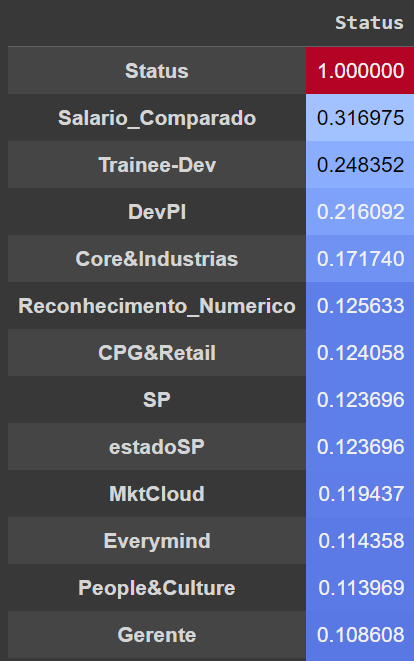 Status
Status 1.000000
Salario_Comparado 0.316975
Trainee-Dev 0.248352
DevPl 0.216092
Core&Industrias 0.171740
Reconhecimento_Numerico 0.125633
CPG&Retail 0.124058
SP 0.123696
estadoSP 0.123696
MktCloud 0.119437
Everymind 0.114358
People&Culture 0.113969
Gerente 0.108608